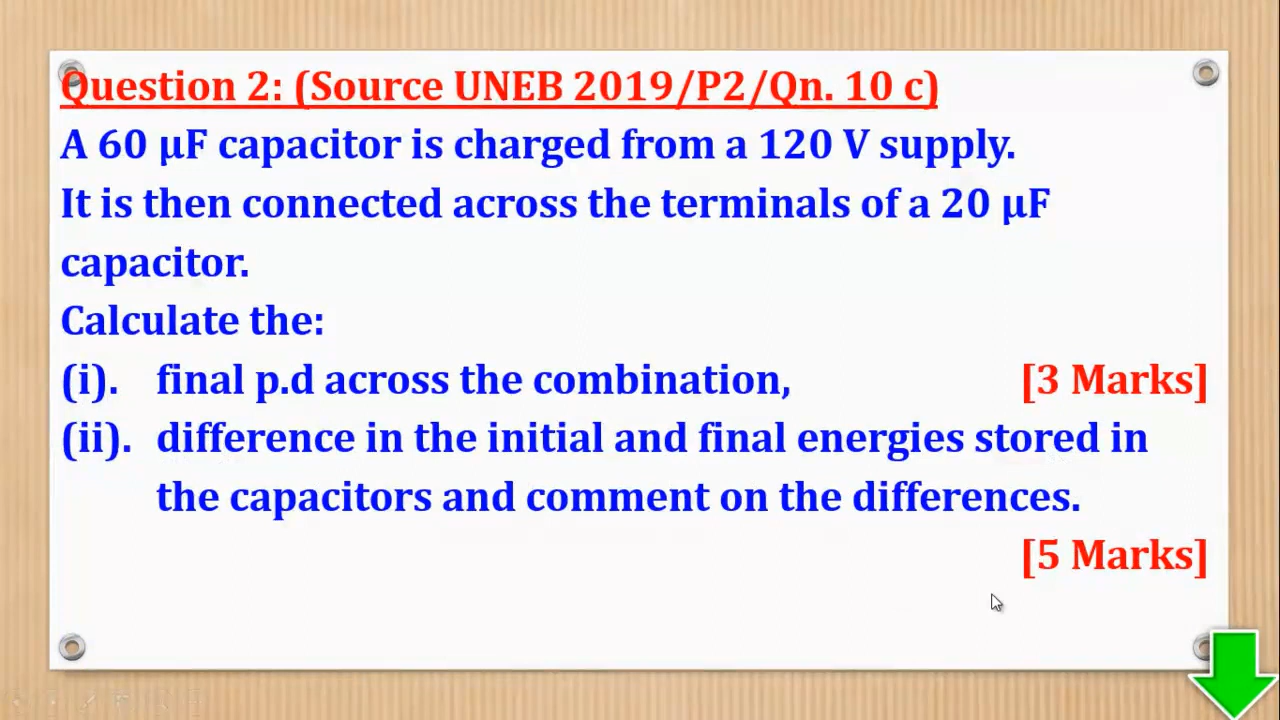 Question 2: (Source UNEB 2019/P2/Qn. 10 c)
A 60 μF capacitor is charged from a 120 V supply.
It is then connected across the terminals of a 20 μF
capacitor.
Calculate the:
(i). final p.d across the combination, [3 Marks]
(ii). difference in the initial and final energies stored in
the capacitors and comment on the differences.
[5 Marks]